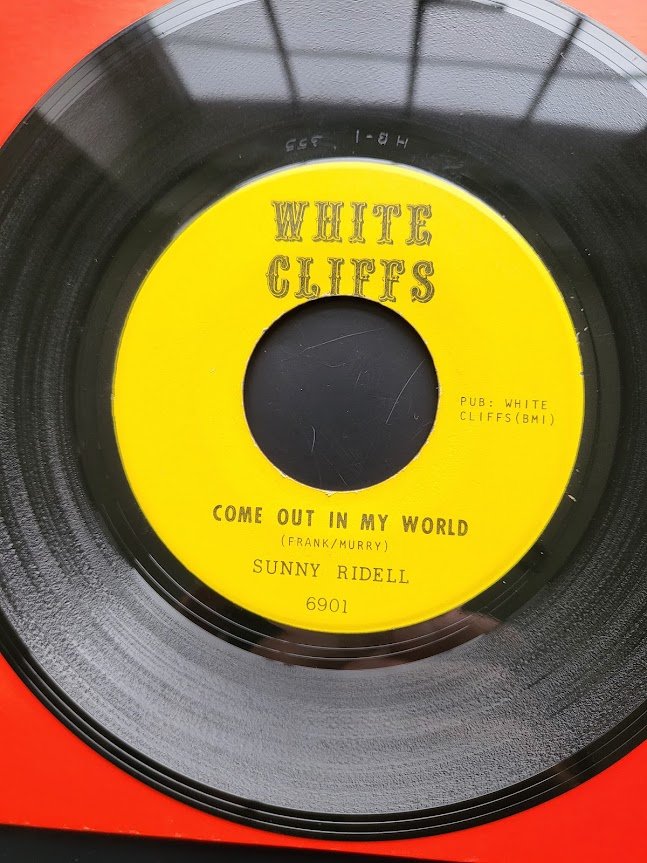 WHITE
CLIFFS
PUB: WHITE
CLIFFS(BMI)
COME OUT IN MY WORLD
(FRANK/MURRY)
SUNNY RIDELL
6901